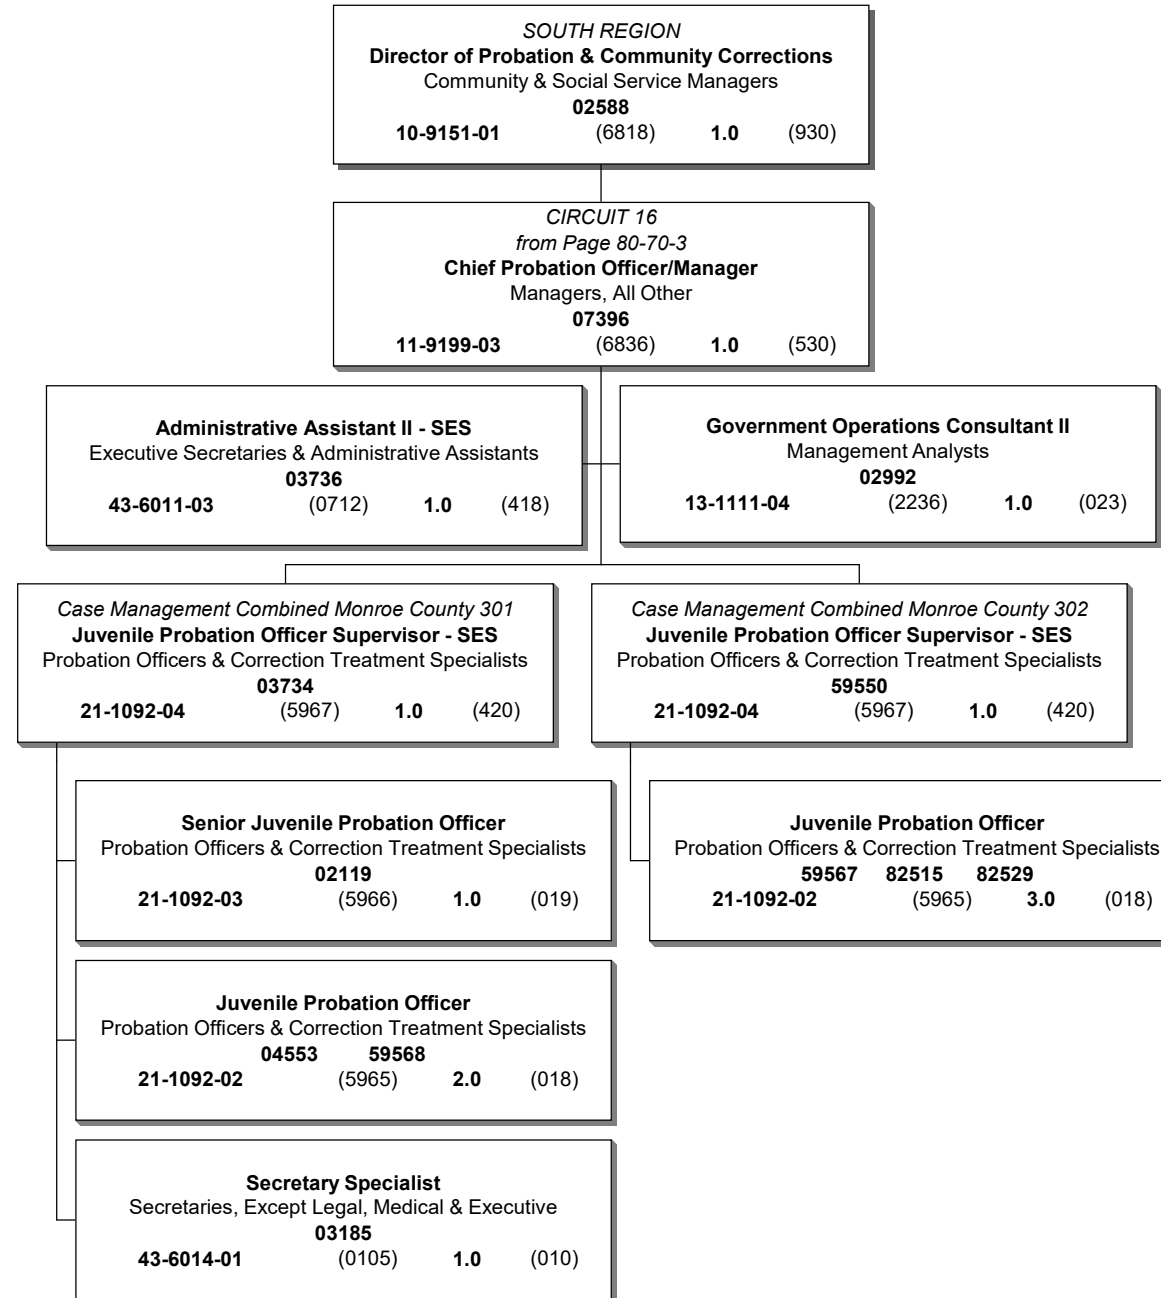 SOUTH REGION
Director of Probation & Community Corrections
Community & Social Service Managers
02588
10-9151-01 (6818) 1.0 (930)
CIRCUIT 16
from Page 80-70-3
Chief Probation Officer/Manager
Managers, All Other
07396
11-9199-03 (6836) 1.0 (530)
Administrative Assistant II - SES
Executive Secretaries & Administrative Assistants
03736
43-6011-03 (0712) 1.0 (418)
Government Operations Consultant II
Management Analysts
02992
13-1111-04 (2236) 1.0 (023)
Case Management Combined Monroe County 301
Juvenile Probation Officer Supervisor - SES
Probation Officers & Correction Treatment Specialists
03734
21-1092-04 (5967) 1.0 (420)
Case Management Combined Monroe County 302
Juvenile Probation Officer Supervisor - SES
Probation Officers & Correction Treatment Specialists
59550
21-1092-04 (5967) 1.0 (420)
Senior Juvenile Probation Officer
Probation Officers & Correction Treatment Specialists
02119
21-1092-03 (5966) 1.0 (019)
Juvenile Probation Officer
Probation Officers & Correction Treatment Specialists
59567 82515 82529
21-1092-02 (5965) 3.0 (018)
Juvenile Probation Officer
Probation Officers & Correction Treatment Specialists
04553 59568
21-1092-02 (5965) 2.0 (018)
Secretary Specialist
Secretaries, Except Legal, Medical & Executive
03185
43-6014-01 (0105) 1.0 (010)